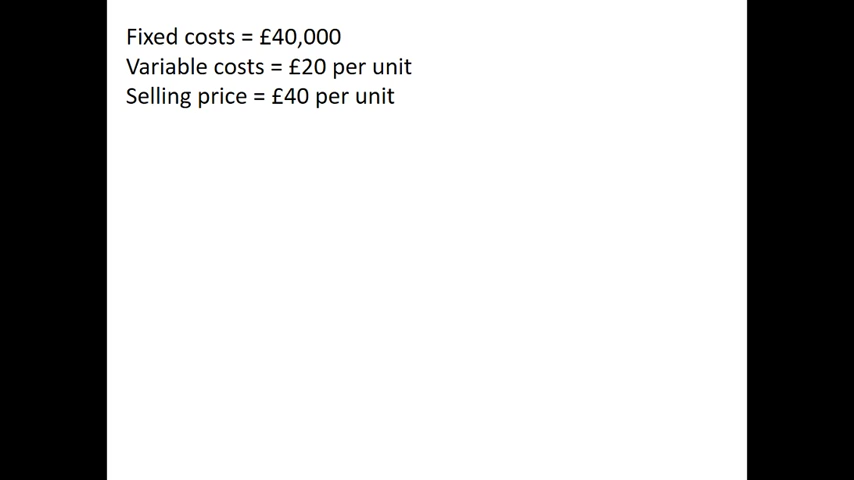 Fixed costs = £40,000
Variable costs = £20 per unit
Selling price = £40 per unit